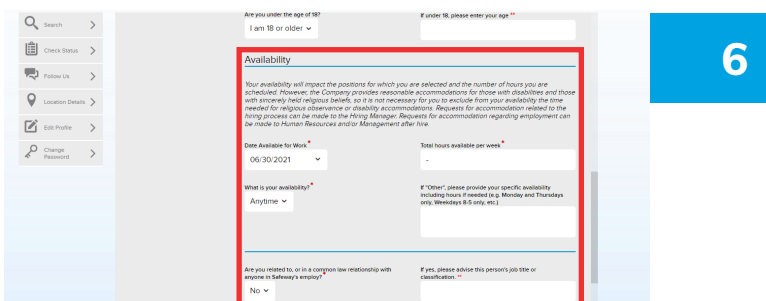 Search
Check Status
Follow Us
Location Details
Edit Profile
Change
Password
Are you under the age of 18?
I am 18 or older
If under 18, please enter your age **
Availability
Your availability will impact the positions for which you are selected and the number of hours you are
scheduled. However, the Company provides reasonable accommodations for those with disabilities and those
with sincerely held religious beliefs, so it is not necessary for you to exclude from your availability the time
needed for religious observance or disability accommodations. Requests for accommodation related to the
hiring process can be made to the Hiring Manager. Requests for accommodation regarding employment can
be made to Human Resources and/or Management after hire.
Date Available for Work *
06/30/2021
Total hours available per week *
-
What is your availability? *
Anytime
If "Other", please provide your specific availability
including hours if needed (e.g. Monday and Thursdays
only, Weekdays 8-5 only, etc.)
Are you related to, or in a common law relationship with
anyone in Safeway's employ? *
No
If yes, please advise this person's job title or
classification. **
6